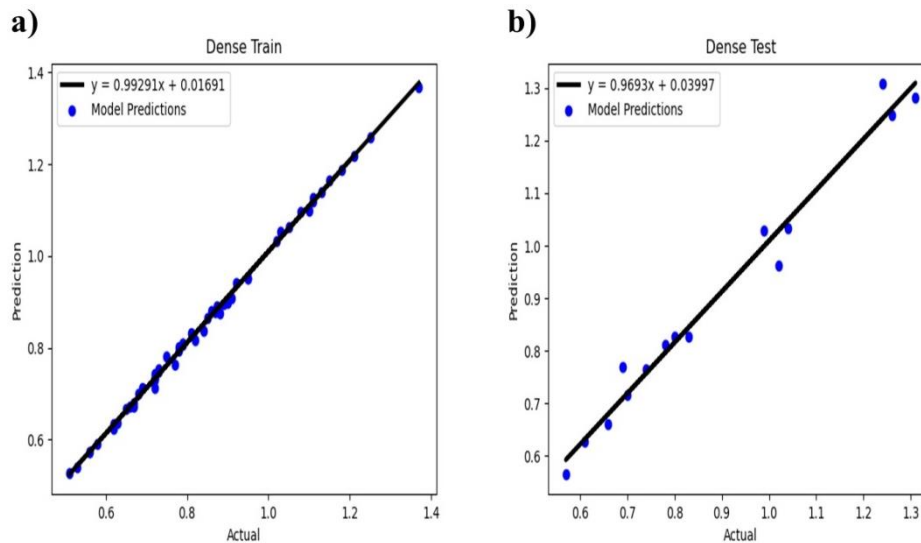 a)
Dense Train
y = 0.99291x + 0.01691
Model Predictions
1.4
1.2
1.0
0.8
0.6
Prediction
0.6 0.8 1.0 1.2 1.4
Actual
b)
Dense Test
y = 0.9693x + 0.03997
Model Predictions
1.3
1.2
1.1
1.0
0.9
0.8
0.7
0.6
Prediction
0.6 0.7 0.8 0.9 1.0 1.1 1.2 1.3
Actual